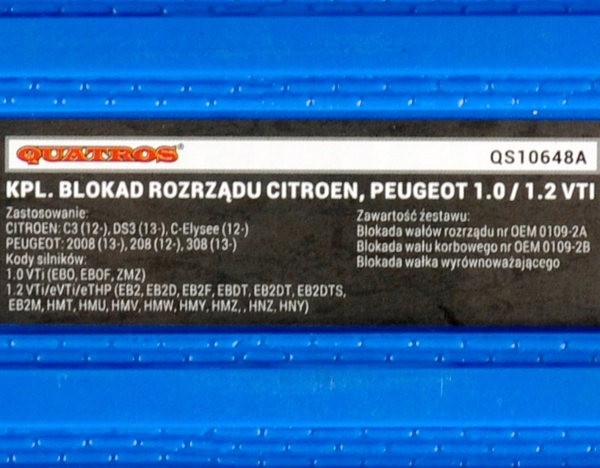 QUATROS®
QS10648A
KPL. BLOKAD ROZRZĄDU CITROEN, PEUGEOT 1.0 / 1.2 VTI
Zastosowanie:
CITROEN: C3 (12-), DS3 (13-), C-Elysee (12-)
PEUGEOT: 2008 (13-), 208 (12-), 308 (13-)
Kody silników:
1.0 VTi (EB0, EB0F, ZMZ)
1.2 VTi/eVTi/eTHP (EB2, EB2D, EB2F, EBDT, EB2DT, EB2DTS,
EB2M, HMT, HMU, HMV, HMW, HMY, HMZ, , HNZ, HNY)
Zawartość żestawu:
Blokada wałów rozrządu nr OEM 0109-2A
Blokada wału korbowego nr OEM 0109-2B
Blokada wałka wyrównoważającego